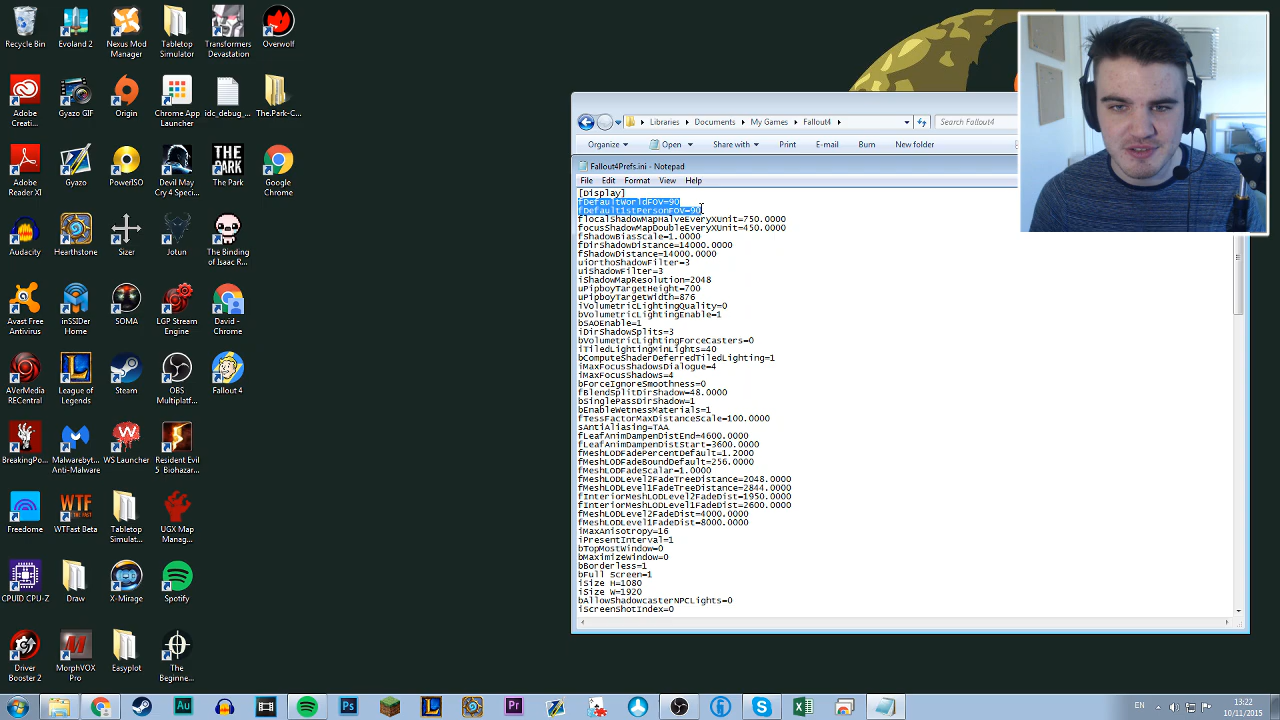 Recycle Bin
Evoland 2
Nexus Mod Manager
Tabletop Simulator
Transformers Devastation
Overwolf
Adobe Creati...
Gyazo GIF
Origin
Chrome App Launcher
idc_debug_...
The.Park-C...
Adobe Reader XI
Gyazo
PowerISO
Devil May Cry 4 Speci...
THE PARK
The Park
Google Chrome
Audacity
Hearthstone
Sizer
Jotun
The Binding of Isaac R...
Avast Free Antivirus
inSSIDer Home
SOMA
LGP Stream Engine
David - Chrome
AVerMedia RECentral
League of Legends
Steam
OBS Multiplatf...
Fallout 4
BreakingPo...
Malwarebyt... Anti-Malware
WS Launcher
Resident Evil 5 Biohazar...
Freedome
WTF
WTFast Beta
Tabletop Simulat...
UGX Map Manag...
CPUID CPU-Z
Draw
X-Mirage
Spotify
Driver Booster 2
MorphVOX Pro
Easyplot
The Beginne...
Libraries
Documents
My Games
Fallout4
Search Fallout4
Organize
Open
Share with
Print
E-mail
Burn
New folder
Fallout4Prefs.ini - Notepad
File Edit Format View Help
[Display]
fDefaultWorldFOV=90
fDefault1stPersonFOV=90
flocalShadowMapHalveEveryXUnit=750.0000
focusShadowMapDoubleEveryXUnit=450.0000
fShadowBiasScale=1.0000
fDirShadowDistance=14000.0000
fShadowDistance=14000.0000
uiOrthoShadowFilter=3
uiShadowFilter=3
iShadowMapResolution=2048
uPipboyTargetHeight=700
uPipboyTargetWidth=876
iVolumetricLightingQuality=0
bVolumetricLightingEnable=1
bSAOEnable=1
iDirShadowSplits=3
bVolumetricLightingForceCasters=0
iTiledLightingMinLights=40
bComputeShaderDeferredTiledLighting=1
iMaxFocusShadowsDialogue=4
iMaxFocusShadows=4
bForceIgnoreSmoothness=0
fBlendSplitDirShadow=48.0000
bSinglePassDirShadow=1
bEnableWetnessMaterials=1
fTessFactorMaxDistanceScale=100.0000
sAntiAliasing=TAA
fLeafAnimDampenDistEnd=4600.0000
fLeafAnimDampenDistStart=3600.0000
fMeshLODFadePercentDefault=1.2000
fMeshLODFadeBoundDefault=256.0000
fMeshLODFadeScalar=1.0000
fMeshLODLevel2FadeTreeDistance=2048.0000
fMeshLODLevel1FadeTreeDistance=2844.0000
fInteriorMeshLODLevel2FadeDist=1950.0000
fInteriorMeshLODLevel1FadeDist=2600.0000
fMeshLODLevel2FadeDist=4000.0000
fMeshLODLevel1FadeDist=8000.0000
iMaxAnisotropy=16
iPresentInterval=1
bTopMostWindow=0
bMaximizeWindow=0
bBorderless=1
bFull Screen=1
iSize H=1080
iSize W=1920
bAllowShadowcasterNPCLights=0
iScreenShotIndex=0
Au
Ps
Pr
EN
13:22
10/11/2015